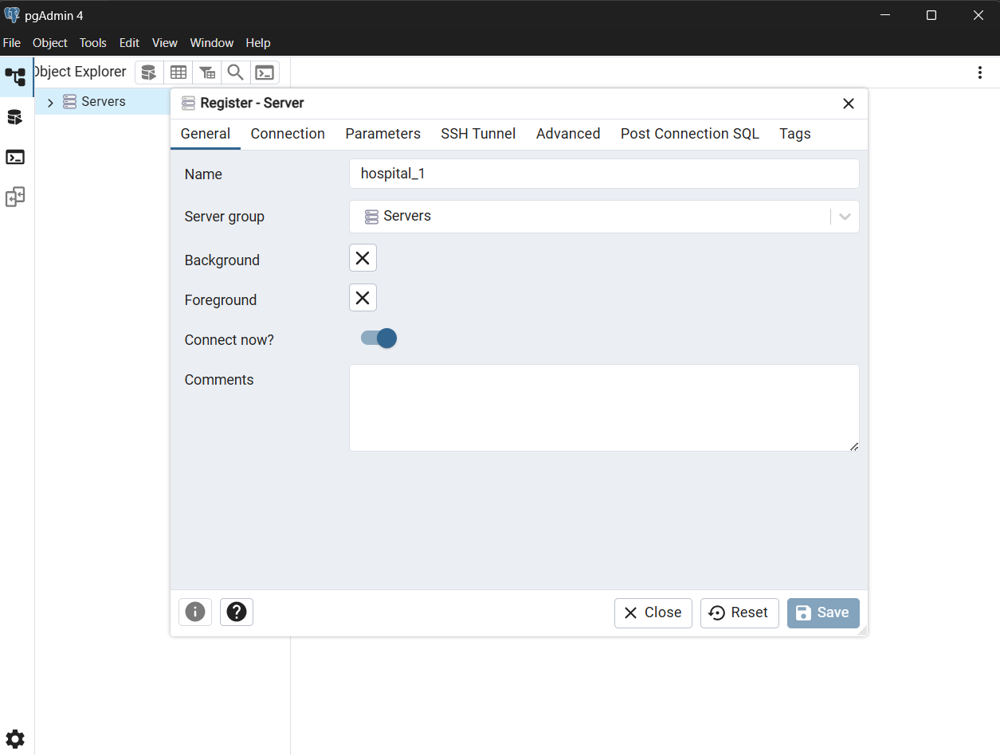 pgAdmin 4
File Object Tools Edit View Window Help
Object Explorer
Servers
Register - Server
General Connection Parameters SSH Tunnel Advanced Post Connection SQL Tags
Name hospital_1
Server group Servers
Background
Foreground
Connect now?
Comments
Close Reset Save